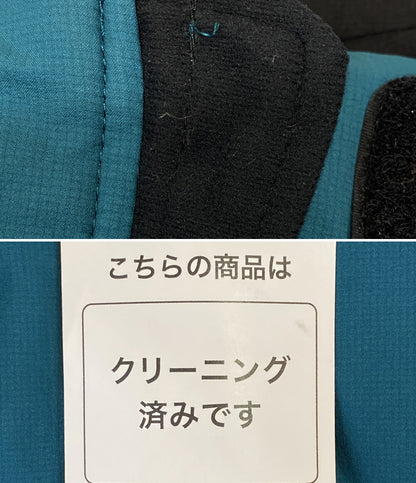 こちらの商品は
クリーニング
済みです